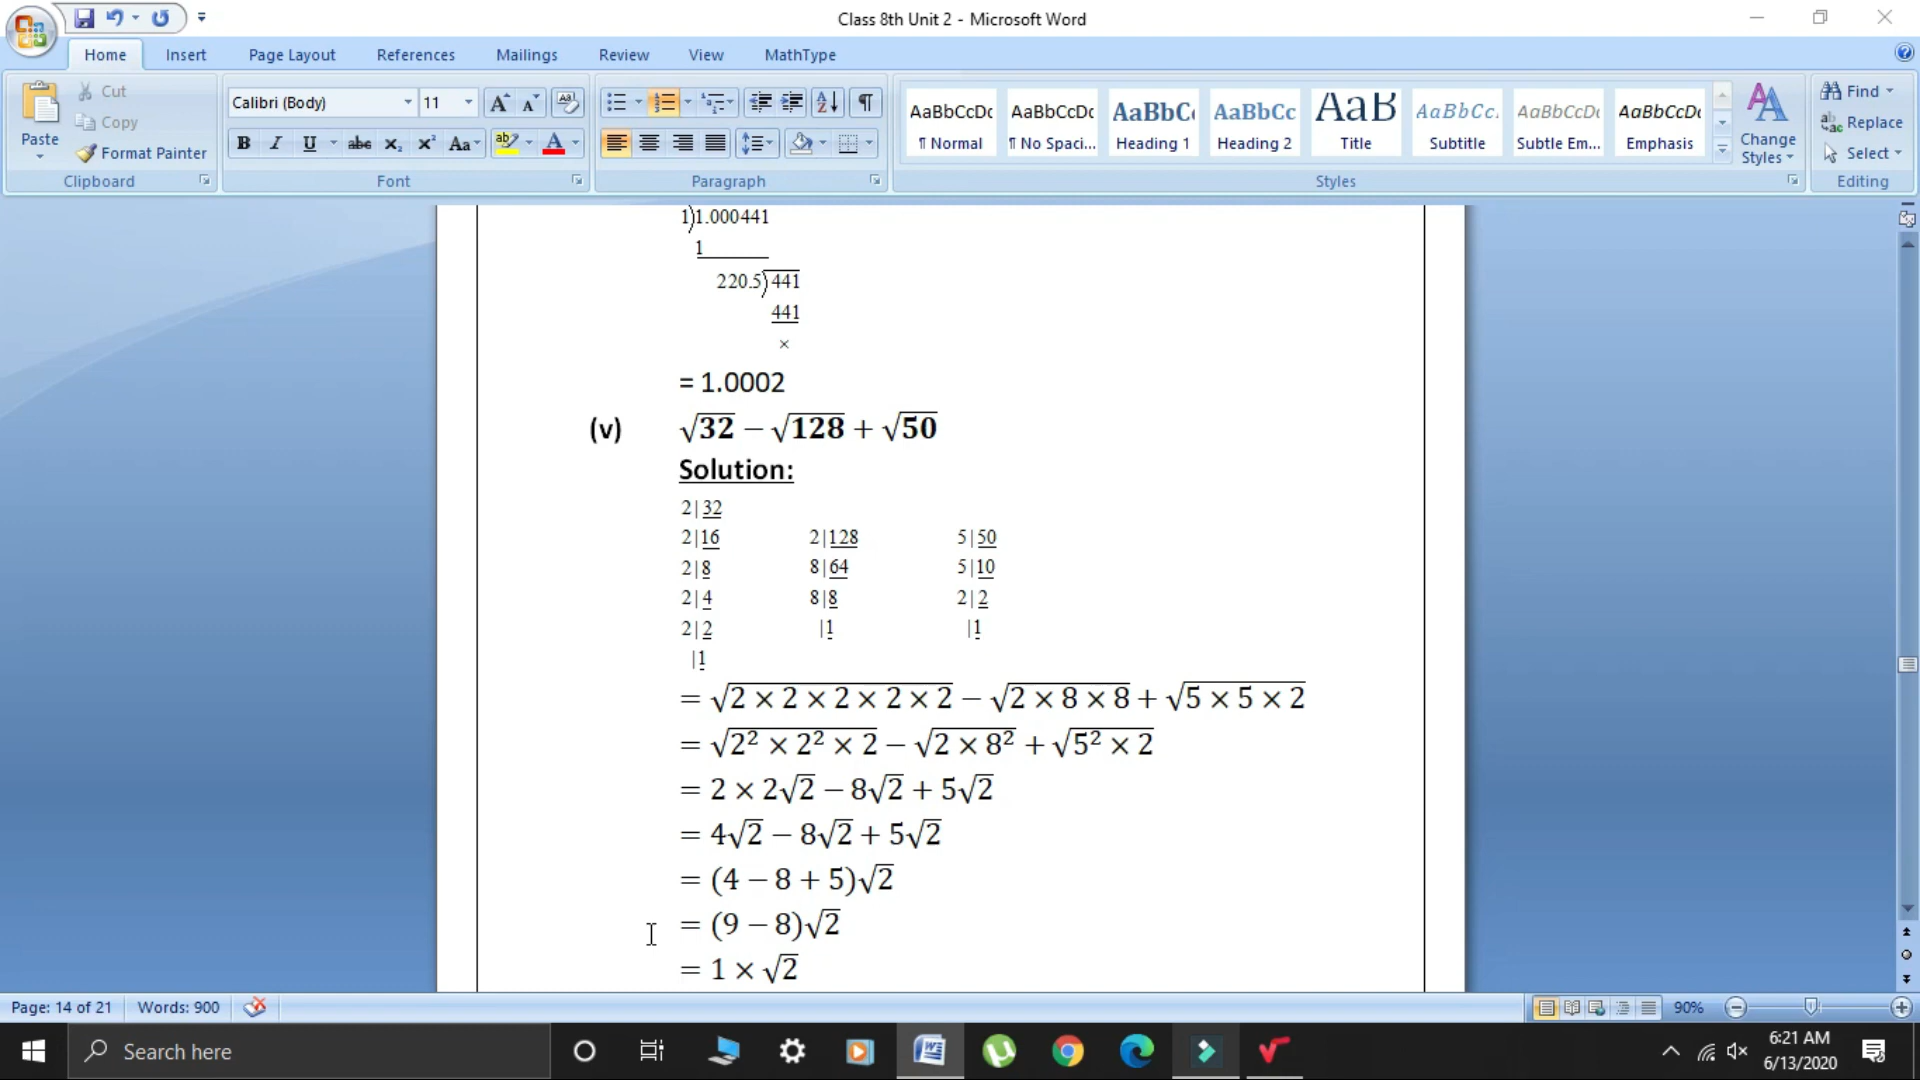 Class 8th Unit 2 - Microsoft Word
Home Insert Page Layout References Mailings Review View MathType
Paste
Cut
Copy
Format Painter
Clipboard
Calibri (Body) 11
B I U abc X₂ X² Aa ab A
Font
Paragraph
AaBbCcDc ¶ Normal
AaBbCcDc ¶ No Spaci...
AaBbC Heading 1
AaBbCc Heading 2
AaB Title
AaBbCc. Subtitle
AaBbCcDc Subtle Em...
AaBbCcDc Emphasis
Change Styles
Styles
Find
Replace
Select
Editing
1)1.000441
1
220.5)441
441
×
= 1.0002
(v) √32 − √128 + √50
Solution:
2|32
2|16 2|128 5|50
2|8 8|64 5|10
2|4 8|8 2|2
2|2 |1 |1
|1
= √(2 × 2 × 2 × 2 × 2) − √(2 × 8 × 8) + √(5 × 5 × 2)
= √(2² × 2² × 2) − √(2 × 8²) + √(5² × 2)
= 2 × 2√2 − 8√2 + 5√2
= 4√2 − 8√2 + 5√2
= (4 − 8 + 5)√2
= (9 − 8)√2
= 1 × √2
Page: 14 of 21 Words: 900 90%
Search here
6:21 AM
6/13/2020